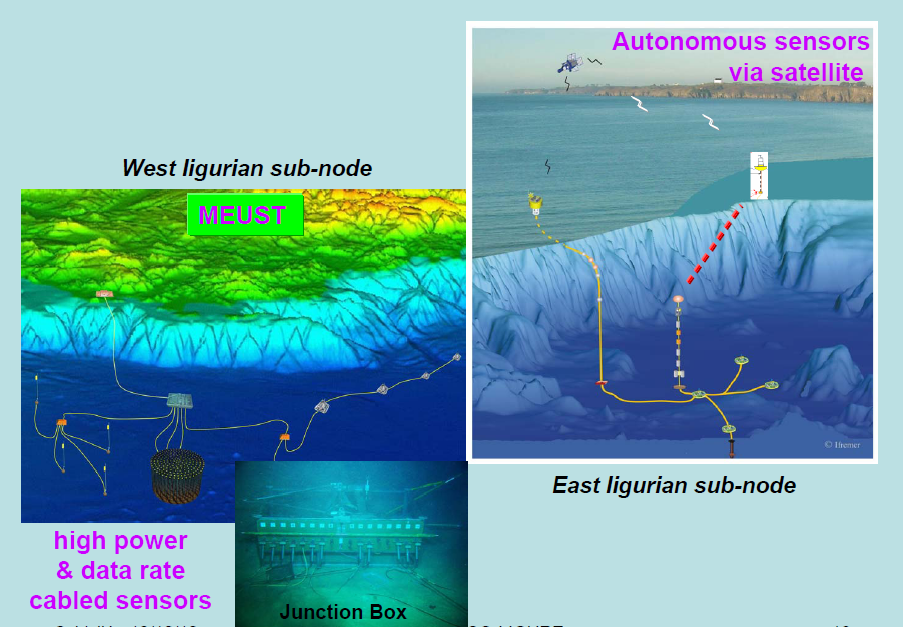 Autonomous sensors
via satellite
West ligurian sub-node
MEUST
© Ifremer
East ligurian sub-node
high power
& data rate
cabled sensors
Junction Box